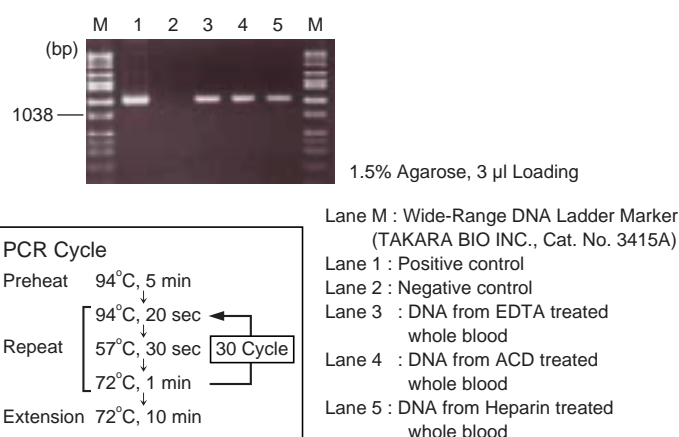 M 1 2 3 4 5 M
(bp)
1038
1.5% Agarose, 3 µl Loading
PCR Cycle
Preheat 94°C, 5 min
94°C, 20 sec
Repeat 57°C, 30 sec 30 Cycle
72°C, 1 min
Extension 72°C, 10 min
Lane M : Wide-Range DNA Ladder Marker
(TAKARA BIO INC., Cat. No. 3415A)
Lane 1 : Positive control
Lane 2 : Negative control
Lane 3 : DNA from EDTA treated
whole blood
Lane 4 : DNA from ACD treated
whole blood
Lane 5 : DNA from Heparin treated
whole blood